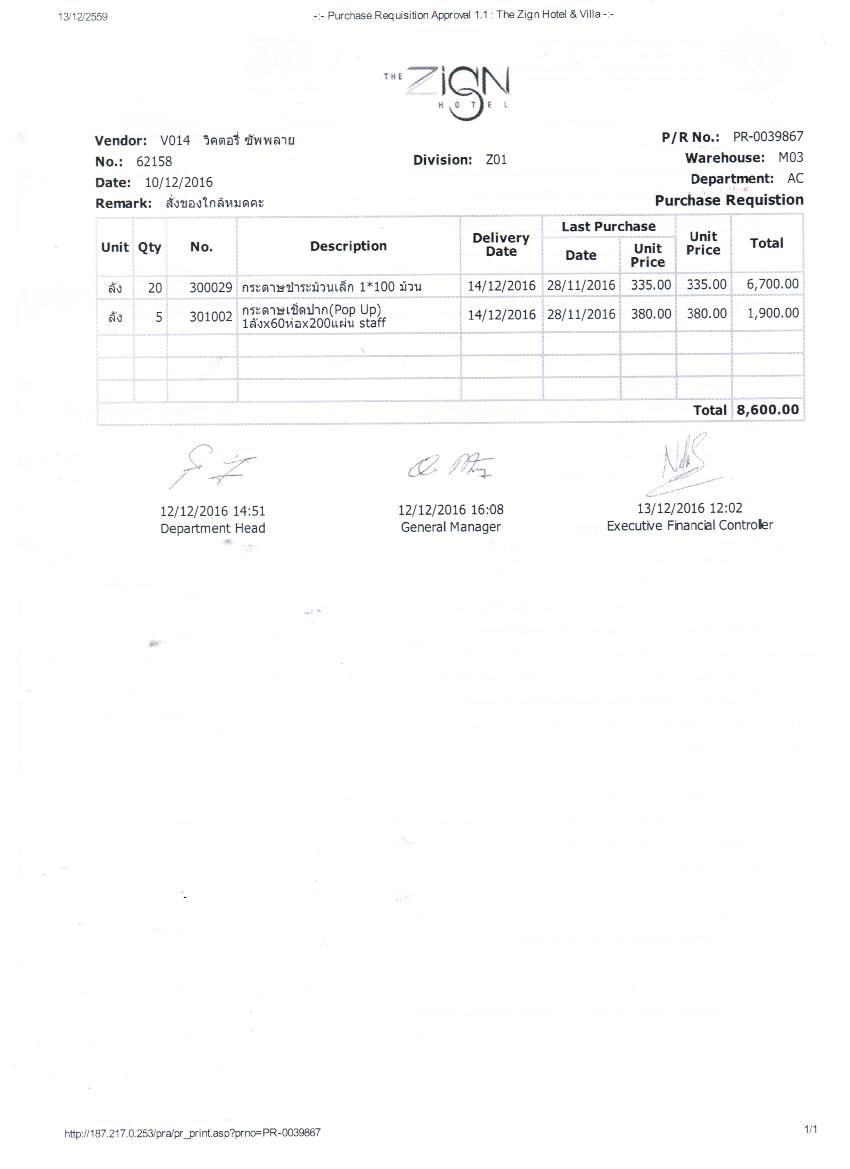 13/12/2559
-:- Purchase Requisition Approval 1.1 : The Zign Hotel & Villa -:-
THE ZIGN
HOTEL
Vendor: V014 วิคตอรี่ ซัพพลาย
P/R No.: PR-0039867
No.: 62158
Division: Z01
Warehouse: M03
Date: 10/12/2016
Department: AC
Remark: สั่งของใกล้หมดคะ
Purchase Requistion
Unit Qty No. Description Delivery Date Last Purchase Date Unit Price Unit Price Total
ลัง 20 300029 กระดาษชำระม้วนเล็ก 1*100 ม้วน 14/12/2016 28/11/2016 335.00 335.00 6,700.00
ลัง 5 301002 กระดาษเช็ดปาก(Pop Up) 14/12/2016 28/11/2016 380.00 380.00 1,900.00
1ลังx60ห่อx200แผ่น staff
Total 8,600.00
12/12/2016 14:51
Department Head
12/12/2016 16:08
General Manager
13/12/2016 12:02
Executive Financial Controller
http://187.217.0.253/pra/pr_print.asp?prno=PR-0039867
1/1